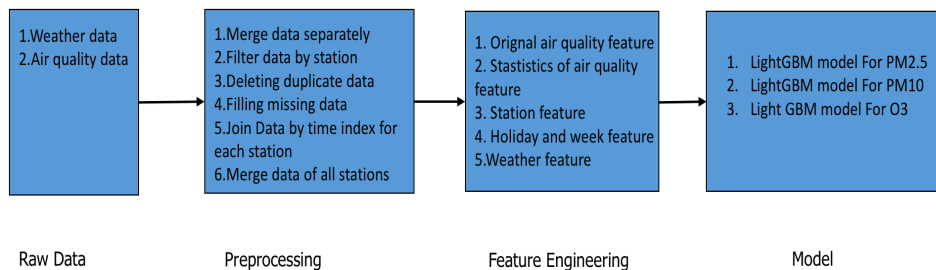 1.Weather data
2.Air quality data
1.Merge data separately
2.Filter data by station
3.Deleting duplicate data
4.Filling missing data
5.Join Data by time index for
each station
6.Merge data of all stations
1. Orignal air quality feature
2. Stastistics of air quality
feature
3. Station feature
4. Holiday and week feature
5.Weather feature
1. LightGBM model For PM2.5
2. LightGBM model For PM10
3. Light GBM model For O3
Raw Data
Preprocessing
Feature Engineering
Model